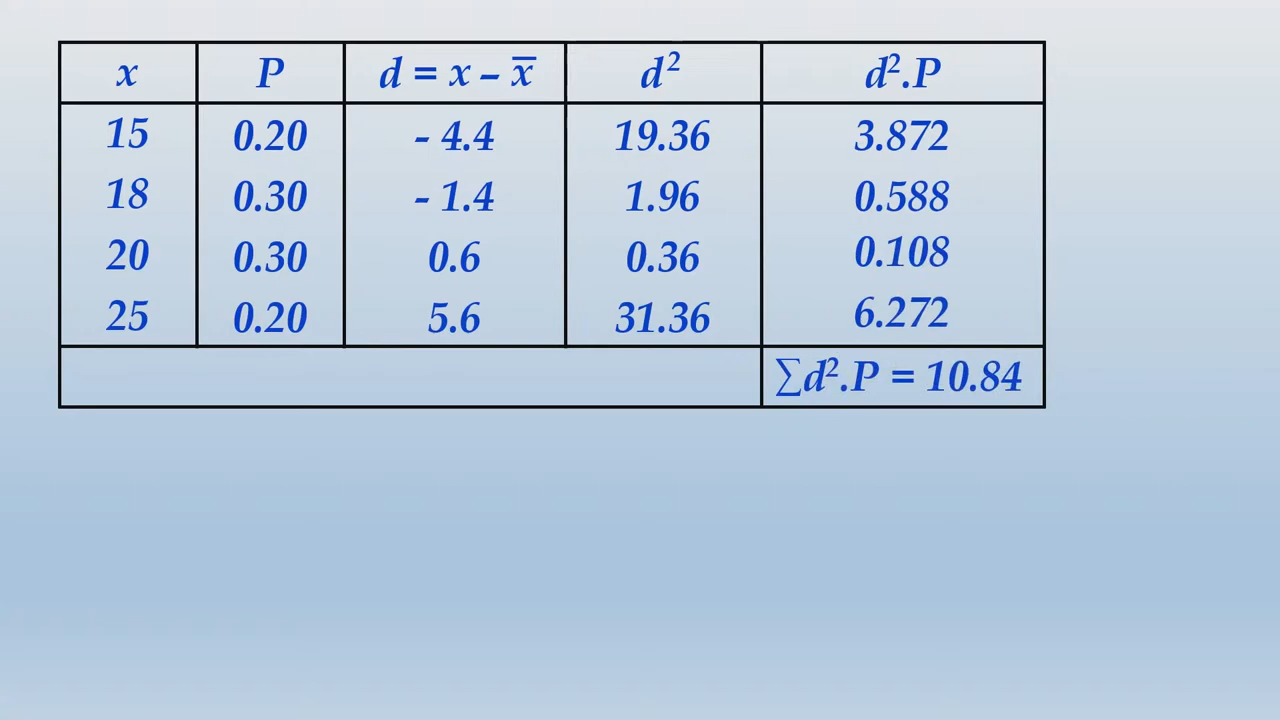 x P d = x – x̅ d² d².P
15 0.20 - 4.4 19.36 3.872
18 0.30 - 1.4 1.96 0.588
20 0.30 0.6 0.36 0.108
25 0.20 5.6 31.36 6.272
∑d².P = 10.84